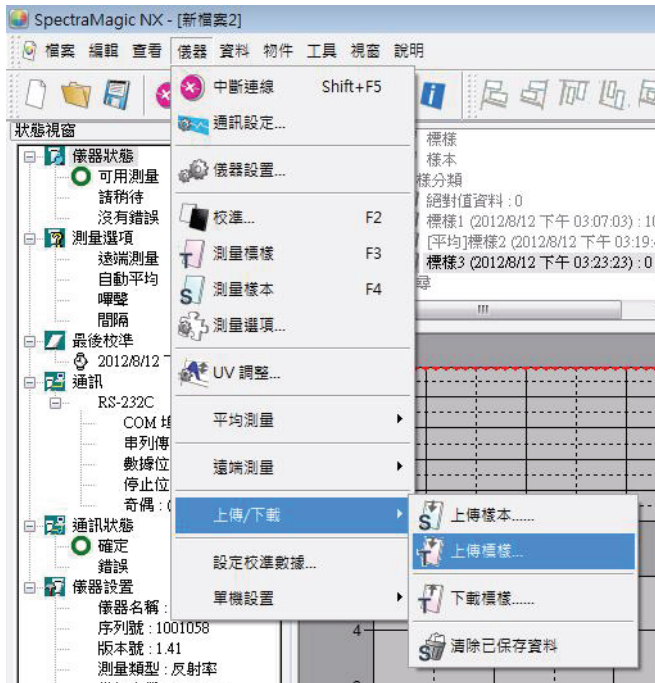 SpectraMagic NX - [新檔案2]
檔案 編輯 查看 儀器 資料 物件 工具 視窗 說明
中斷連線 Shift+F5
通訊設定...
儀器設置...
校準... F2
測量標樣 F3
測量樣本 F4
測量選項...
UV 調整...
平均測量
遠端測量
上傳/下載
設定校準數據...
單機設置
上傳樣本......
上傳標樣...
下載標樣......
清除已保存資料
狀態視窗
儀器狀態
可用測量
請稍待
沒有錯誤
測量選項
遠端測量
自動平均
嗶聲
間隔
最後校準
2012/8/12
通訊
RS-232C
COM
串列傳
數據位
停止位
奇偶 :
通訊狀態
確定
錯誤
儀器設置
儀器名稱 :
序列號 : 1001058
版本號 : 1.41
測量類型 : 反射率
標樣
樣本
樣分類
絕對值資料 : 0
標樣1 (2012/8/12 下午 03:07:03) : 10
[平均]標樣2 (2012/8/12 下午 03:19:
標樣3 (2012/8/12 下午 03:23:23) : 0
尋
4